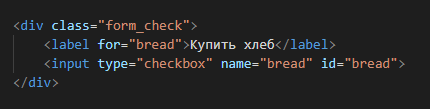 <div class="form_check">
<label for="bread">Купить хлеб</label>
<input type="checkbox" name="bread" id="bread">
</div>